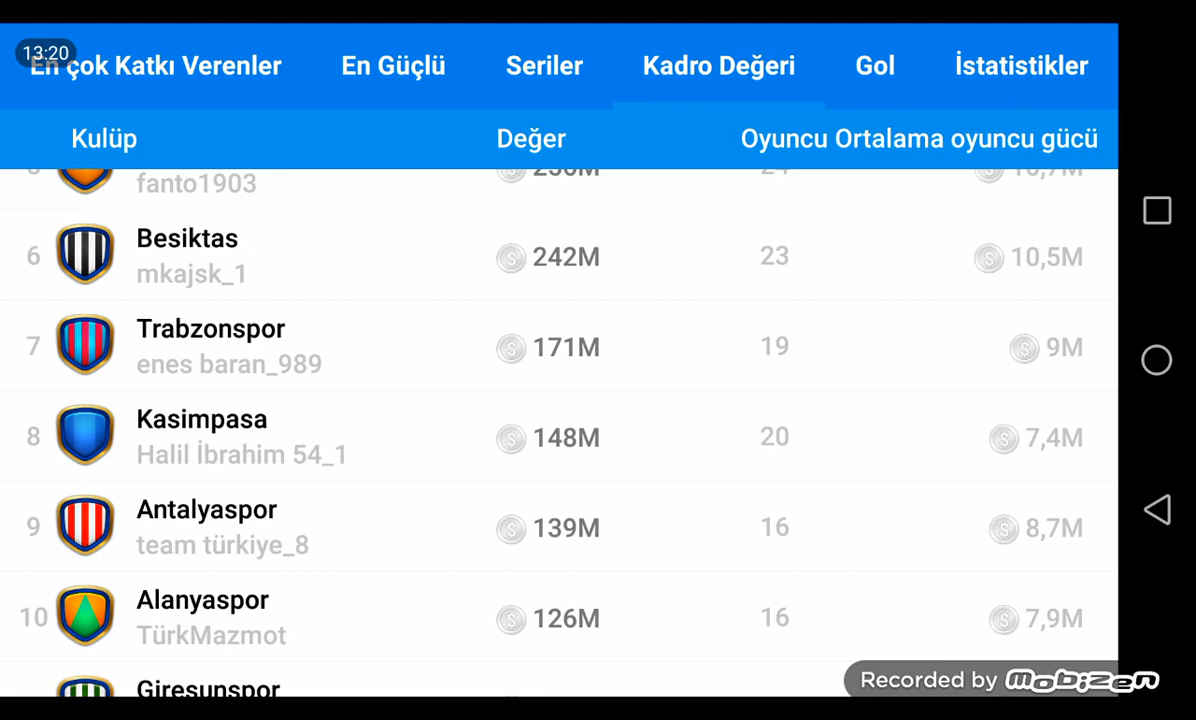 13:20
En çok Katkı Verenler En Güçlü Seriler Kadro Değeri Gol İstatistikler
Kulüp Değer Oyuncu Ortalama oyuncu gücü
fanto1903
Besiktas
6 242M 23 10,5M
mkajsk_1
Trabzonspor
7 171M 19 9M
enes baran_989
Kasimpasa
8 148M 20 7,4M
Halil İbrahim 54_1
Antalyaspor
9 139M 16 8,7M
team türkiye_8
Alanyaspor
10 126M 16 7,9M
TürkMazmot
Giresunspor
Recorded by Mobizen